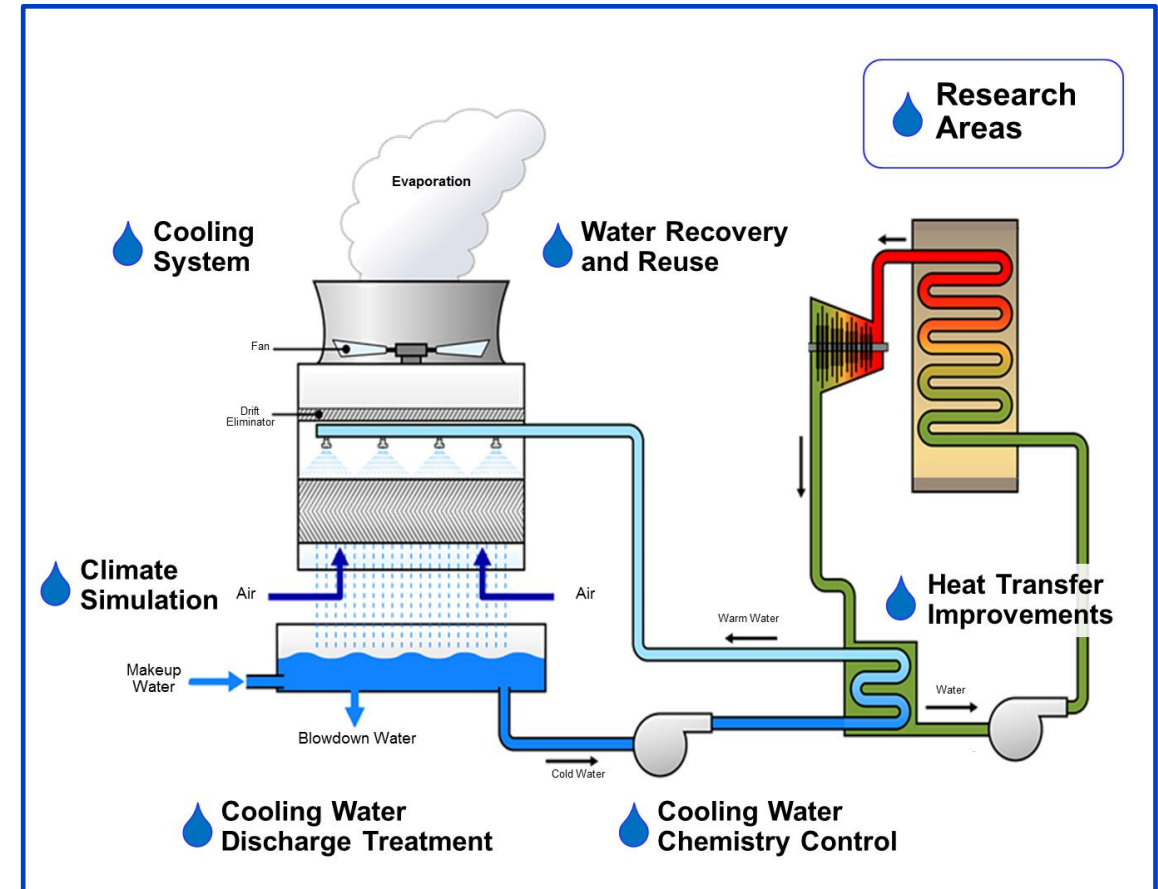 Research
Areas
Evaporation
Cooling
System
Water Recovery
and Reuse
Fan
Drift
Eliminator
Climate
Simulation
Air
Air
Heat Transfer
Improvements
Warm Water
Makeup
Water
Water
Blowdown Water
Cold Water
Cooling Water
Discharge Treatment
Cooling Water
Chemistry Control